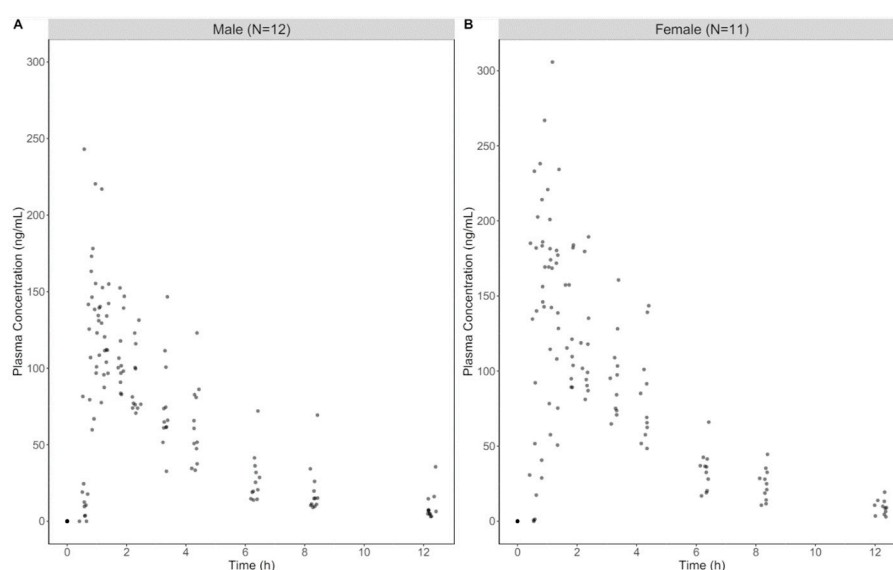 A
Male (N=12)
Plasma Concentration (ng/mL)
300
250
200
150
100
50
0
0 2 4 6 8 10 12
Time (h)
B
Female (N=11)
Plasma Concentration (ng/mL)
300
250
200
150
100
50
0
0 2 4 6 8 10 12
Time (h)